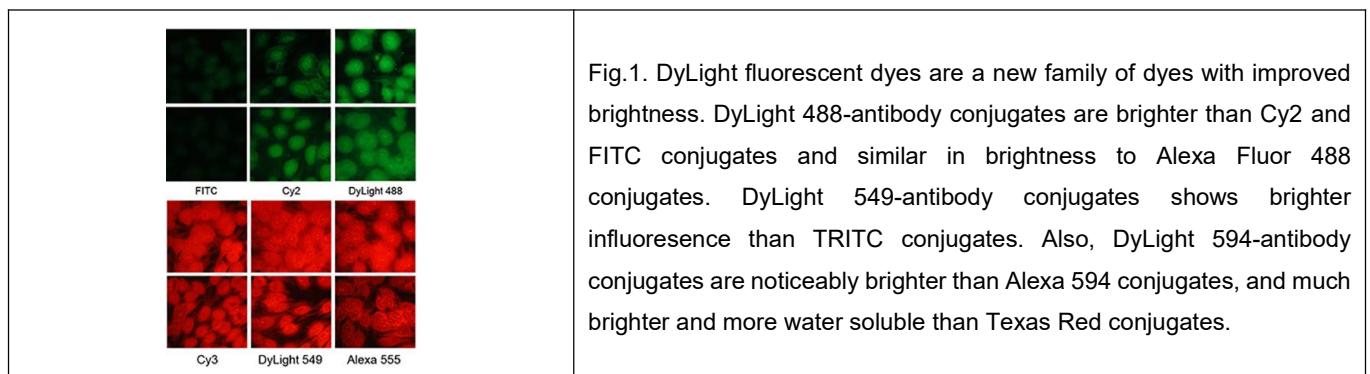 FITC Cy2 DyLight 488
Cy3 DyLight 549 Alexa 555
Fig.1. DyLight fluorescent dyes are a new family of dyes with improved
brightness. DyLight 488-antibody conjugates are brighter than Cy2 and
FITC conjugates and similar in brightness to Alexa Fluor 488
conjugates. DyLight 549-antibody conjugates shows brighter
influoresence than TRITC conjugates. Also, DyLight 594-antibody
conjugates are noticeably brighter than Alexa 594 conjugates, and much
brighter and more water soluble than Texas Red conjugates.